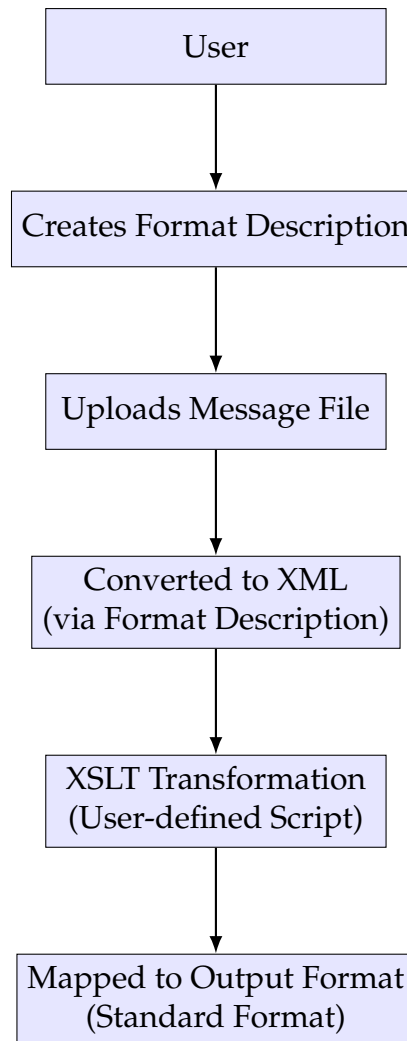 User
Creates Format Description
Uploads Message File
Converted to XML
(via Format Description)
XSLT Transformation
(User-defined Script)
Mapped to Output Format
(Standard Format)